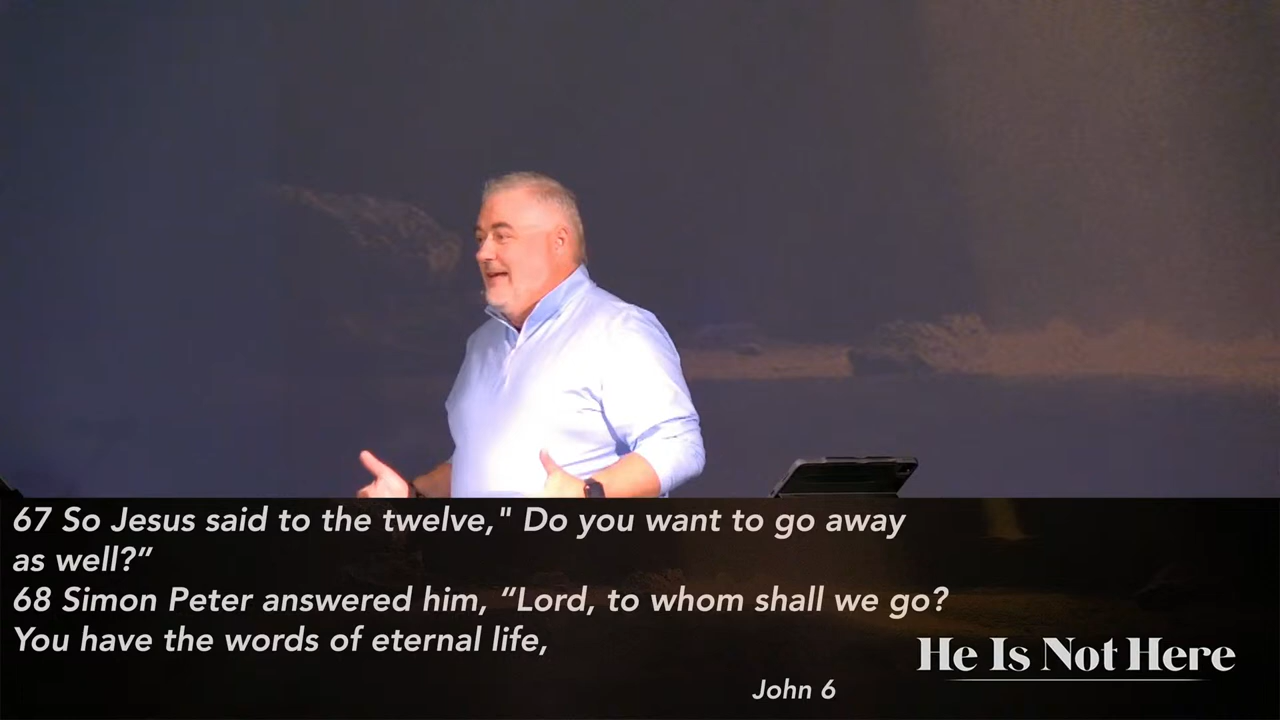 67 So Jesus said to the twelve," Do you want to go away
as well?”
68 Simon Peter answered him, “Lord, to whom shall we go?
You have the words of eternal life,
He Is Not Here
John 6